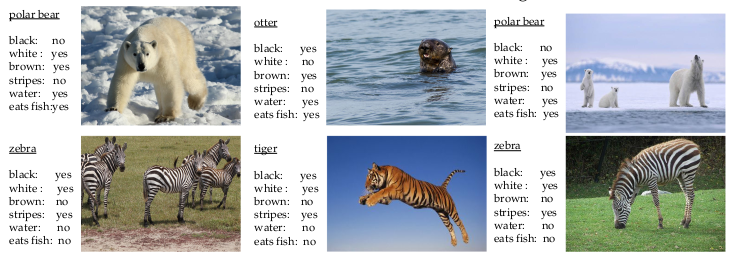 polar bear
black: no
white : yes
brown: yes
stripes: no
water: yes
eats fish:yes
otter
black: yes
white : no
brown: yes
stripes: no
water: yes
eats fish: yes
polar bear
black: no
white : yes
brown: yes
stripes: no
water: yes
eats fish: yes
zebra
black: yes
white : yes
brown: no
stripes: yes
water: no
eats fish: no
tiger
black: yes
white : yes
brown: no
stripes: yes
water: no
eats fish: no
zebra
black: yes
white : yes
brown: no
stripes: yes
water: no
eats fish: no